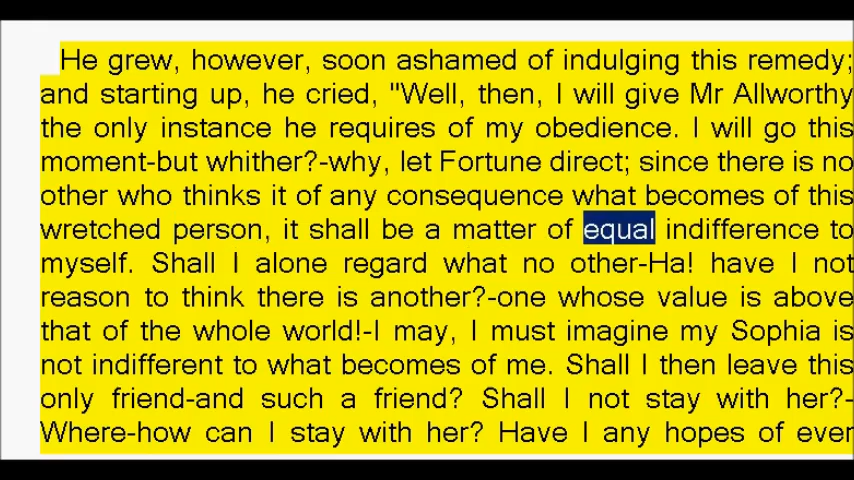 He grew, however, soon ashamed of indulging this remedy;
and starting up, he cried, "Well, then, I will give Mr Allworthy
the only instance he requires of my obedience. I will go this
moment-but whither?-why, let Fortune direct; since there is no
other who thinks it of any consequence what becomes of this
wretched person, it shall be a matter of equal indifference to
myself. Shall I alone regard what no other-Ha! have I not
reason to think there is another?-one whose value is above
that of the whole world!-I may, I must imagine my Sophia is
not indifferent to what becomes of me. Shall I then leave this
only friend-and such a friend? Shall I not stay with her?-
Where-how can I stay with her? Have I any hopes of ever